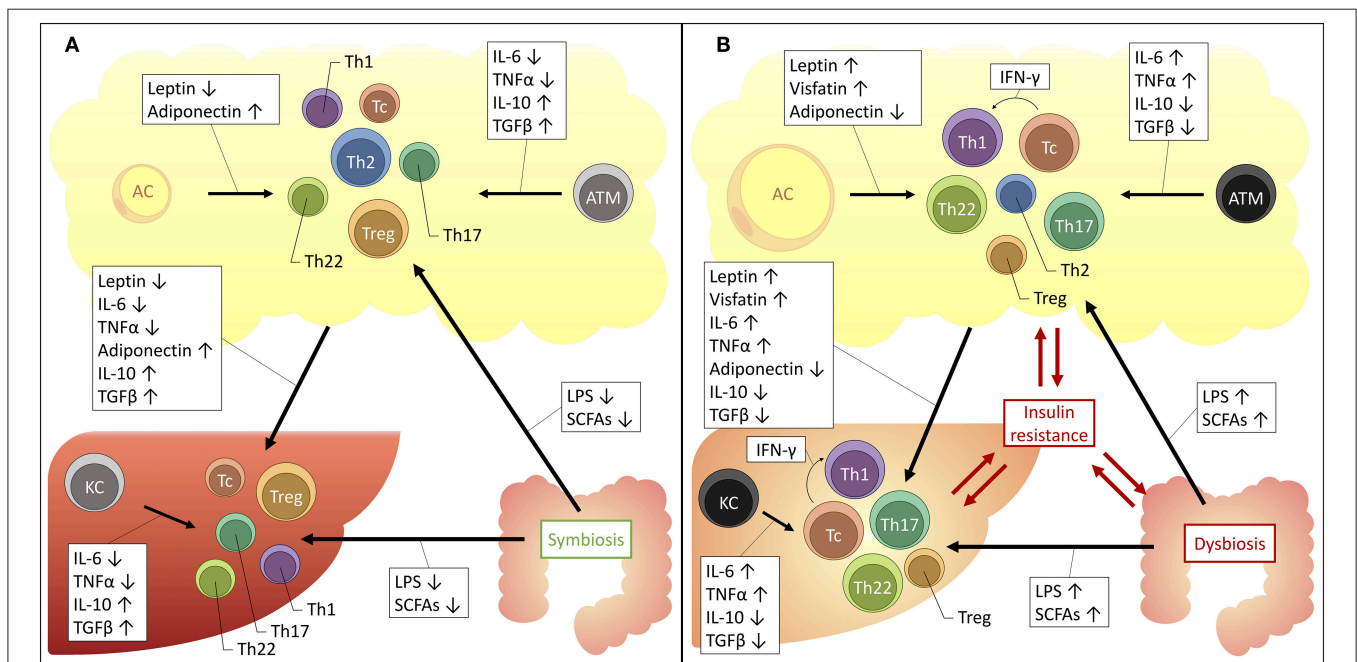 A
Th1
Leptin ↓
Adiponectin ↑
Tc
IL-6 ↓
TNFα ↓
IL-10 ↑
TGFβ ↑
Th2
AC
ATM
Treg
Th17
Th22
Leptin ↓
IL-6 ↓
TNFα ↓
Adiponectin ↑
IL-10 ↑
TGFβ ↑
LPS ↓
SCFAs ↓
KC
Tc
Treg
Symbiosis
IL-6 ↓
TNFα ↓
IL-10 ↑
TGFβ ↑
LPS ↓
SCFAs ↓
Th1
Th17
Th22
B
Leptin ↑
Visfatin ↑
Adiponectin ↓
IFN-γ
IL-6 ↑
TNFα ↑
IL-10 ↓
TGFβ ↓
Th1
Tc
AC
ATM
Th22
Th17
Th2
Treg
Leptin ↑
Visfatin ↑
IL-6 ↑
TNFα ↑
Adiponectin ↓
IL-10 ↓
TGFβ ↓
LPS ↑
SCFAs ↑
Insulin
resistance
IFN-γ
Th1
KC
Th17
Tc
Dysbiosis
IL-6 ↑
TNFα ↑
IL-10 ↓
TGFβ ↓
Th22
Treg
LPS ↑
SCFAs ↑